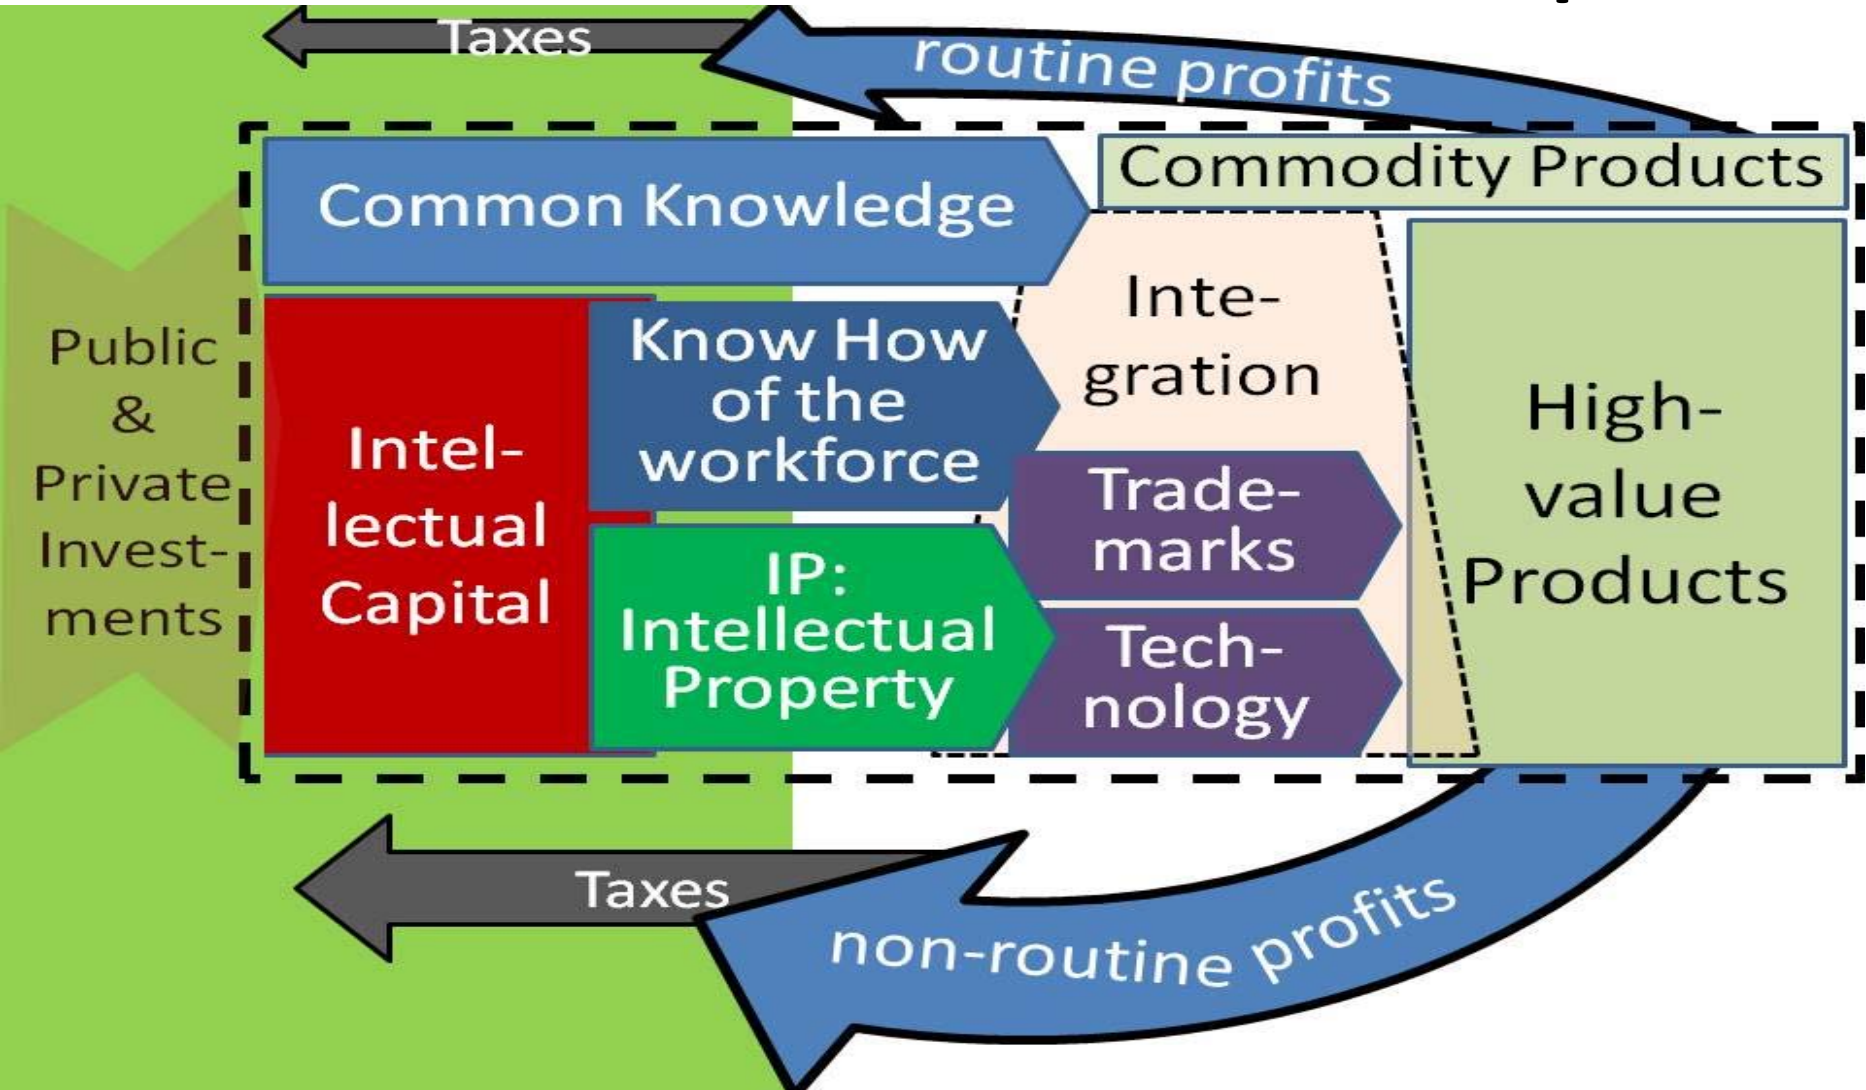 Taxes
routine profits
Commodity Products
Common Knowledge
Public
&
Private
Invest-
ments
Intel-
lectual
Capital
Know How
of the
workforce
IP:
Intellectual
Property
Inte-
gration
Trade-
marks
Tech-
nology
High-
value
Products
Taxes
non-routine profits